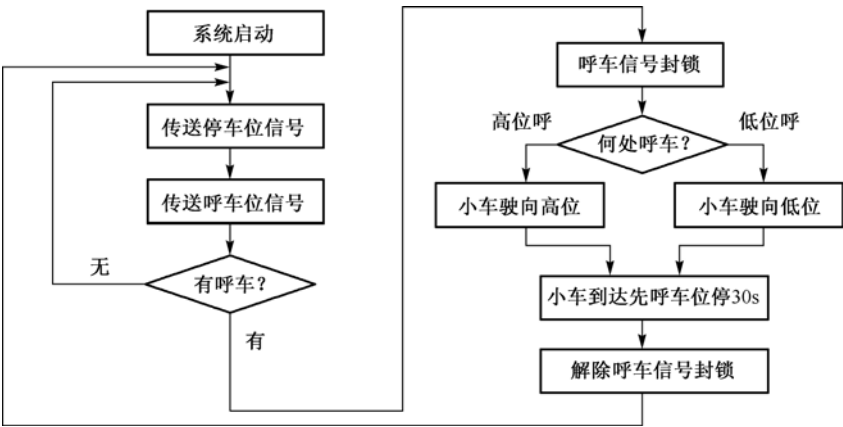 系统启动
传送停车位信号
传送呼车位信号
有呼车？
无
有
呼车信号封锁
何处呼车？
高位呼
低位呼
小车驶向高位
小车驶向低位
小车到达先呼车位停30s
解除呼车信号封锁